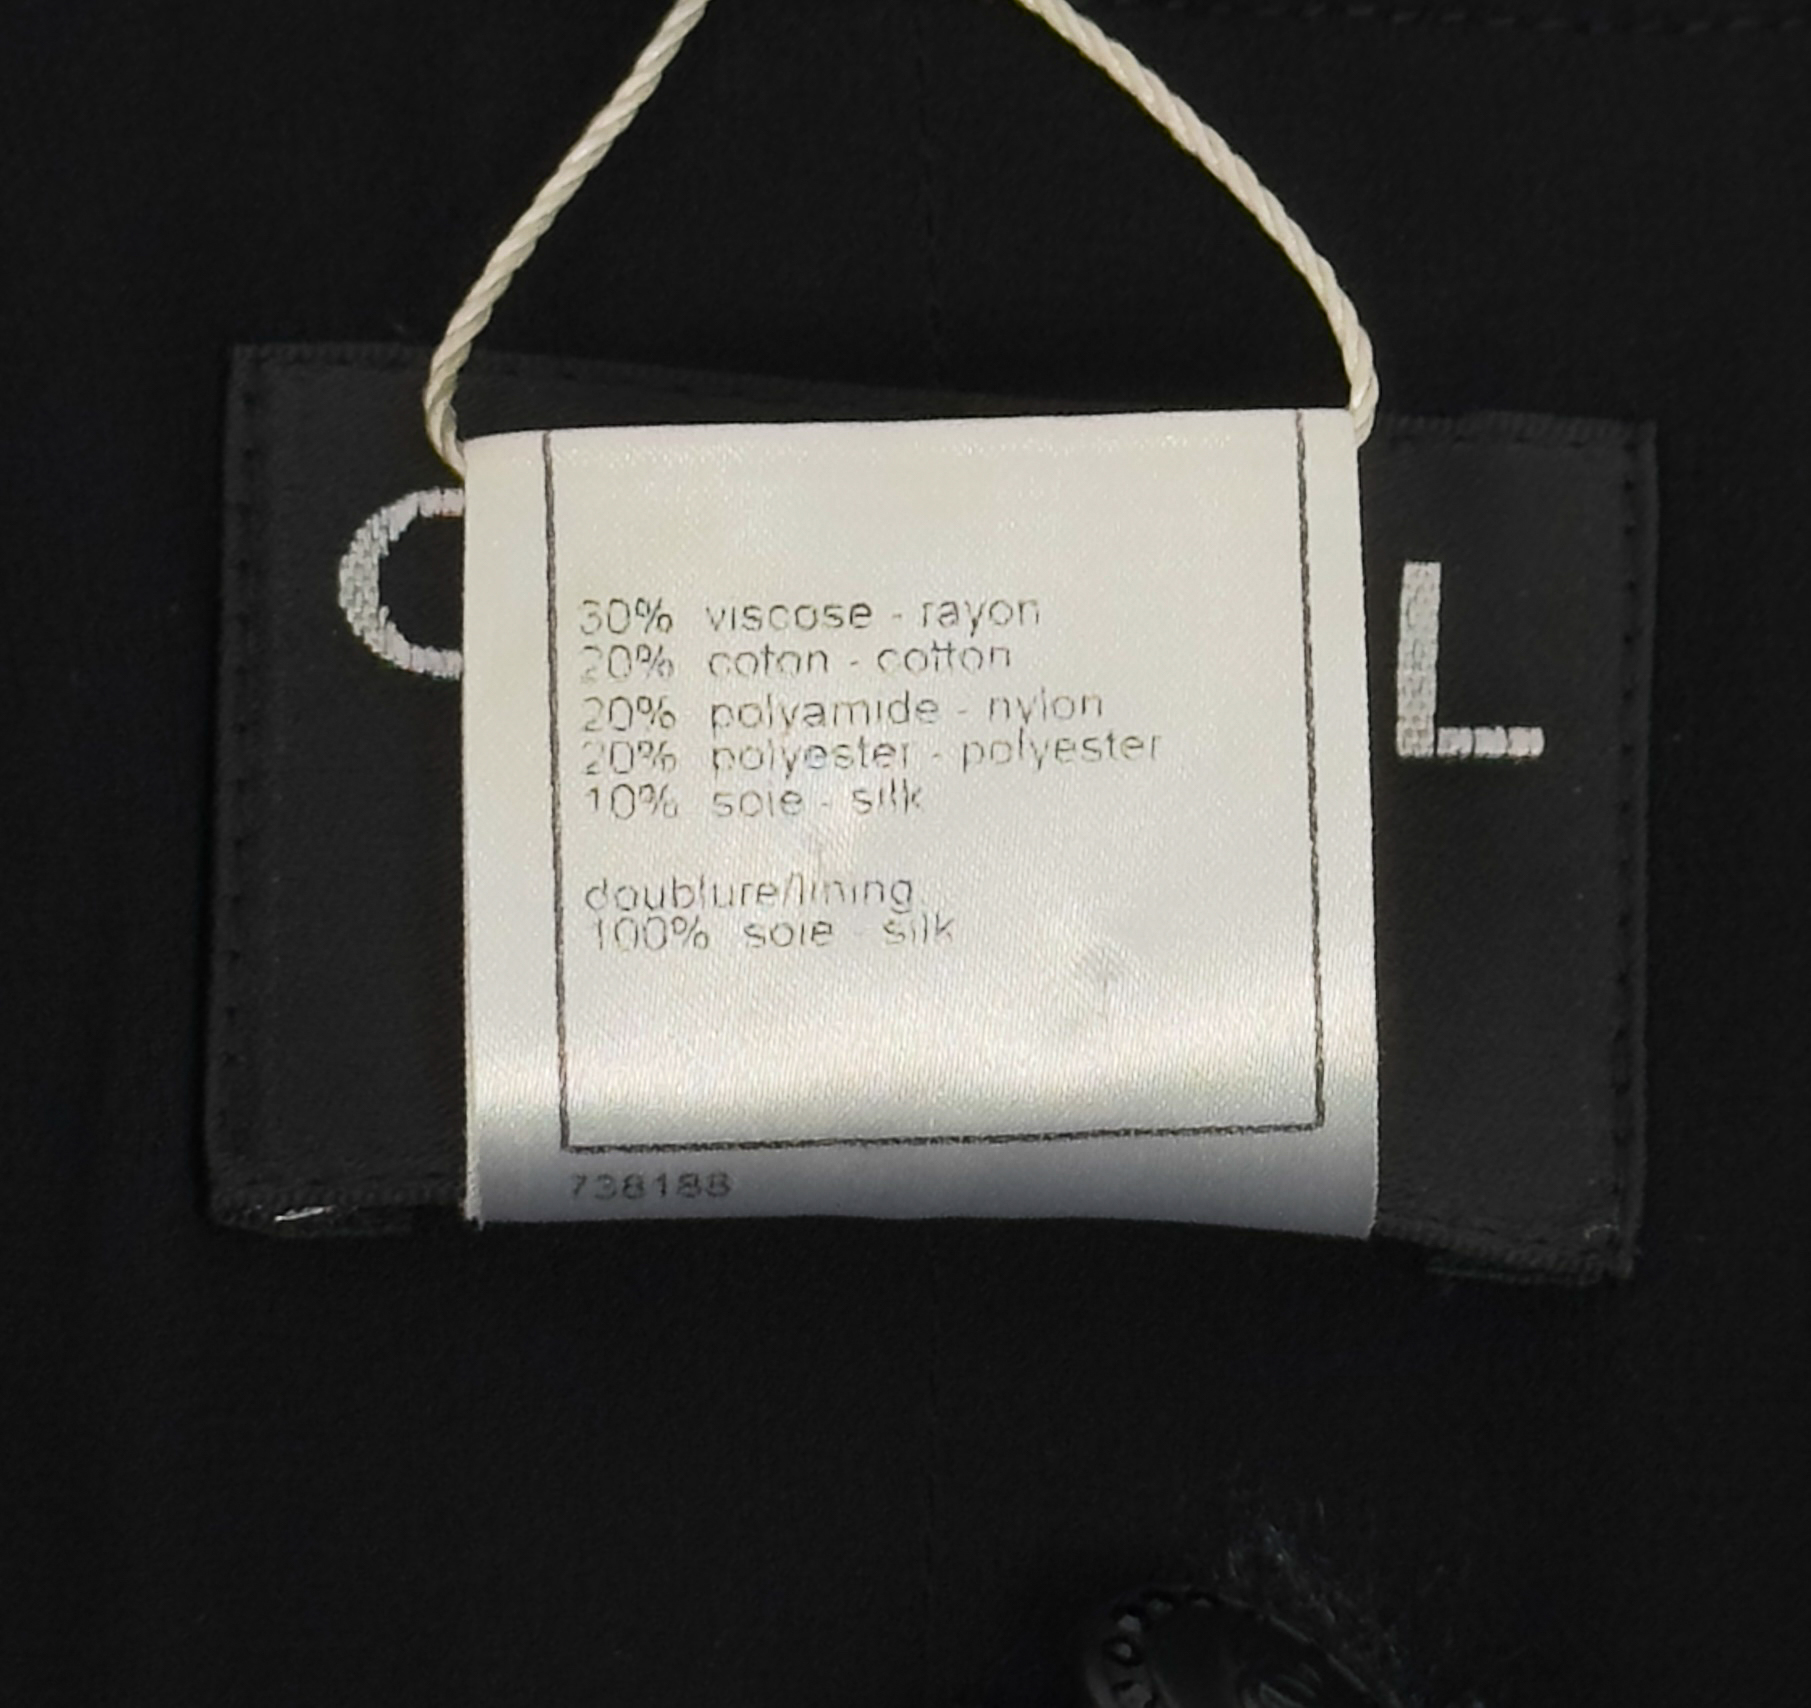 C L
30% viscose - rayon
20% coton - cotton
20% polyamide - nylon
20% polyester - polyester
10% soie - silk
doublure/lining
100% soie - silk
738188